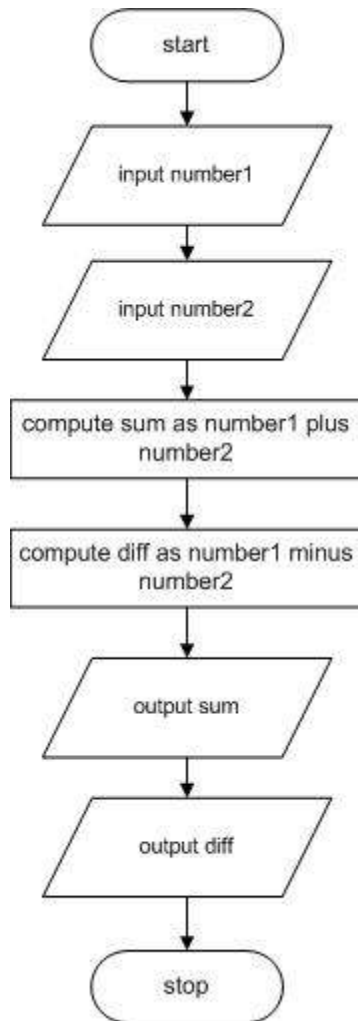 start
input number1
input number2
compute sum as number1 plus
number2
compute diff as number1 minus
number2
output sum
output diff
stop